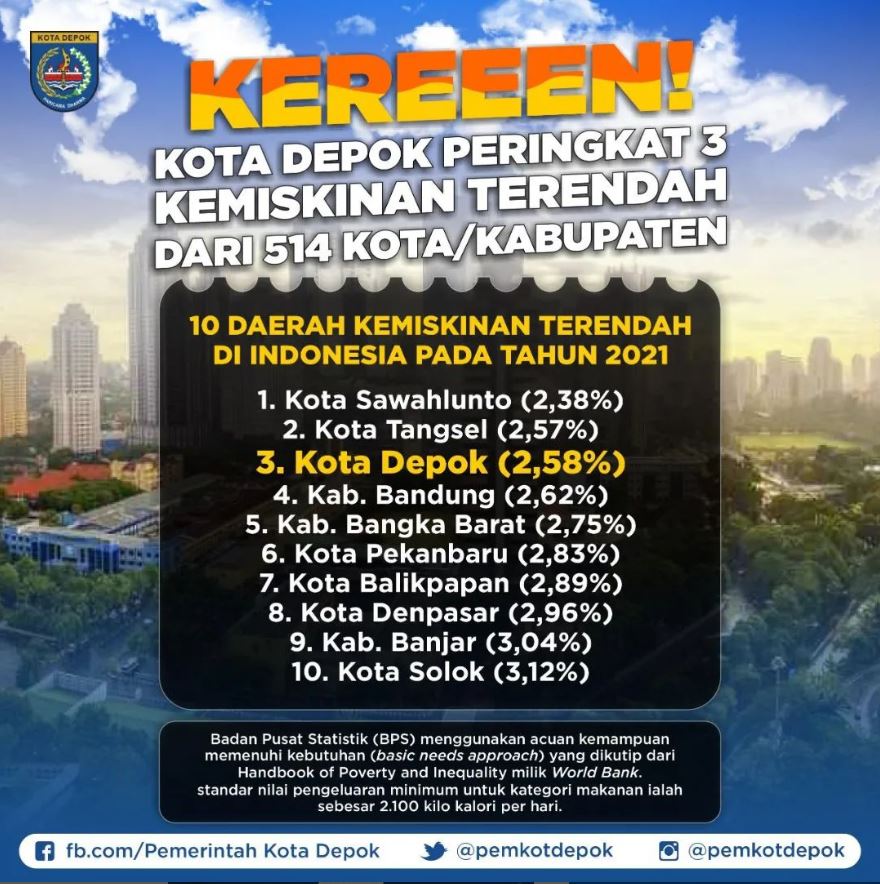 KOTA DEPOK
KEREEEN!
KOTA DEPOK PERINGKAT 3
KEMISKINAN TERENDAH
DARI 514 KOTA/KABUPATEN
10 DAERAH KEMISKINAN TERENDAH
DI INDONESIA PADA TAHUN 2021
1. Kota Sawahlunto (2,38%)
2. Kota Tangsel (2,57%)
3. Kota Depok (2,58%)
4. Kab. Bandung (2,62%)
5. Kab. Bangka Barat (2,75%)
6. Kota Pekanbaru (2,83%)
7. Kota Balikpapan (2,89%)
8. Kota Denpasar (2,96%)
9. Kab. Banjar (3,04%)
10. Kota Solok (3,12%)
Badan Pusat Statistik (BPS) menggunakan acuan kemampuan
memenuhi kebutuhan (basic needs approach) yang dikutip dari
Handbook of Poverty and Inequality milik World Bank.
standar nilai pengeluaran minimum untuk kategori makanan ialah
sebesar 2.100 kilo kalori per hari.
fb.com/Pemerintah Kota Depok @pemkotdepok @pemkotdepok